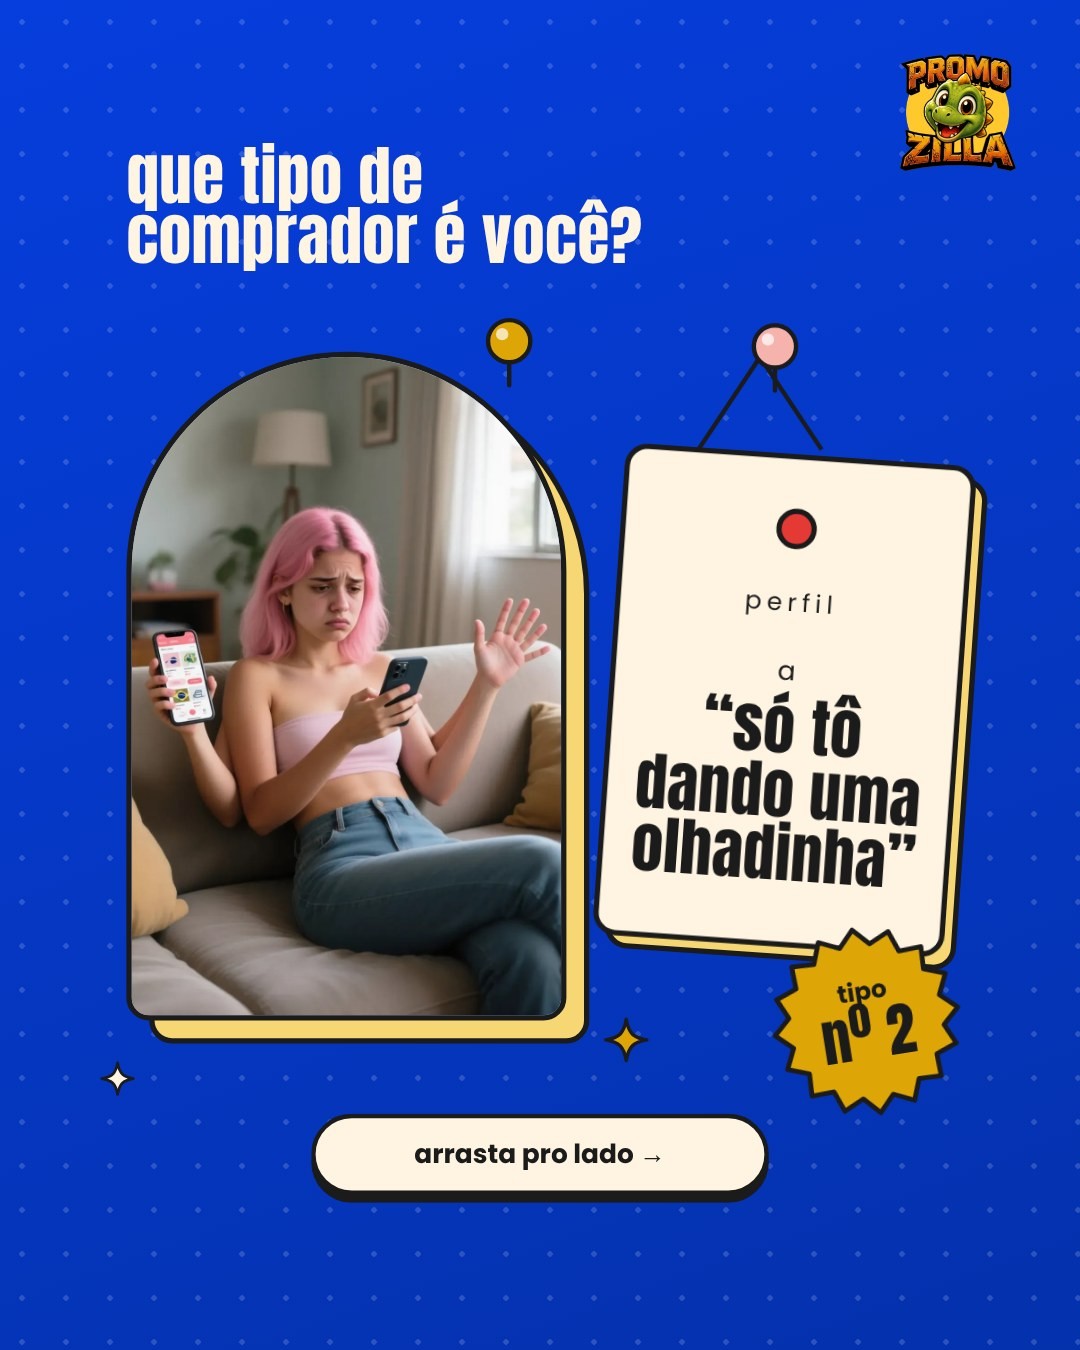 PROMO
ZILLA
que tipo de
comprador é você?
perfil
a
“só tô
dando uma
olhadinha”
tipo
nº 2
arrasta pro lado →